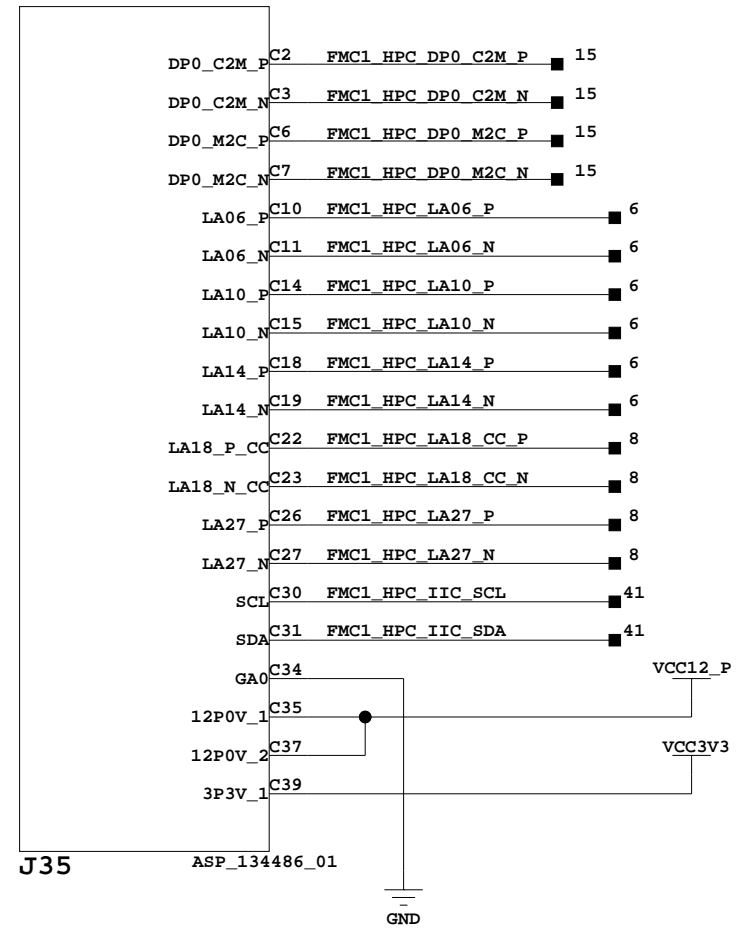 DP0_C2M_P C2 FMC1_HPC_DP0_C2M_P 15
DP0_C2M_N C3 FMC1_HPC_DP0_C2M_N 15
DP0_M2C_P C6 FMC1_HPC_DP0_M2C_P 15
DP0_M2C_N C7 FMC1_HPC_DP0_M2C_N 15
LA06_P C10 FMC1_HPC_LA06_P 6
LA06_N C11 FMC1_HPC_LA06_N 6
LA10_P C14 FMC1_HPC_LA10_P 6
LA10_N C15 FMC1_HPC_LA10_N 6
LA14_P C18 FMC1_HPC_LA14_P 6
LA14_N C19 FMC1_HPC_LA14_N 6
LA18_P_CC C22 FMC1_HPC_LA18_CC_P 8
LA18_N_CC C23 FMC1_HPC_LA18_CC_N 8
LA27_P C26 FMC1_HPC_LA27_P 8
LA27_N C27 FMC1_HPC_LA27_N 8
SCL C30 FMC1_HPC_IIC_SCL 41
SDA C31 FMC1_HPC_IIC_SDA 41
GA0 C34 VCC12_P
12P0V_1 C35
12P0V_2 C37 VCC3V3
3P3V_1 C39
J35 ASP_134486_01
GND